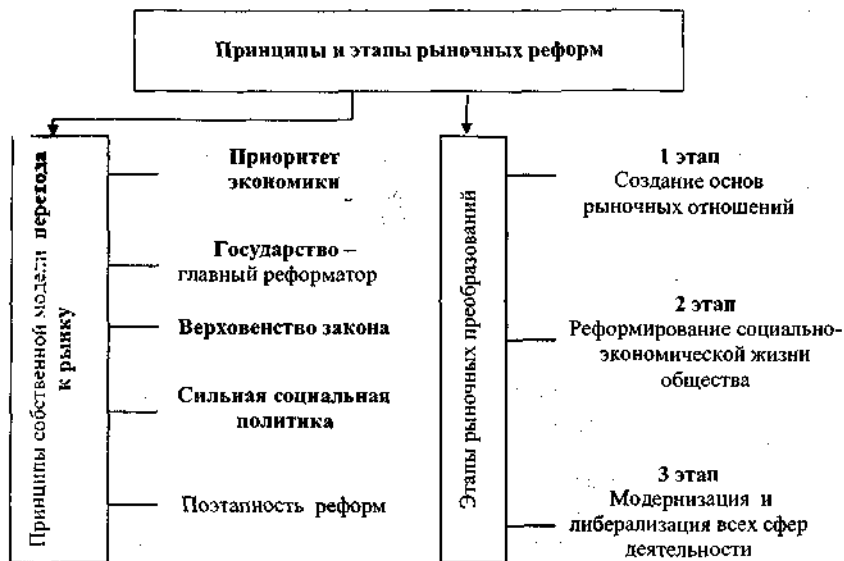 Принципы и этапы рыночных реформ
Принципы собственной модели перехода
к рынку
Приоритет
экономики
Государство –
главный реформатор
Верховенство закона
Сильная социальная
политика
Поэтапность реформ
Этапы рыночных преобразований
1 этап
Создание основ
рыночных отношений
2 этап
Реформирование социально-
экономической жизни
общества
3 этап
Модернизация и
либерализация всех сфер
деятельности